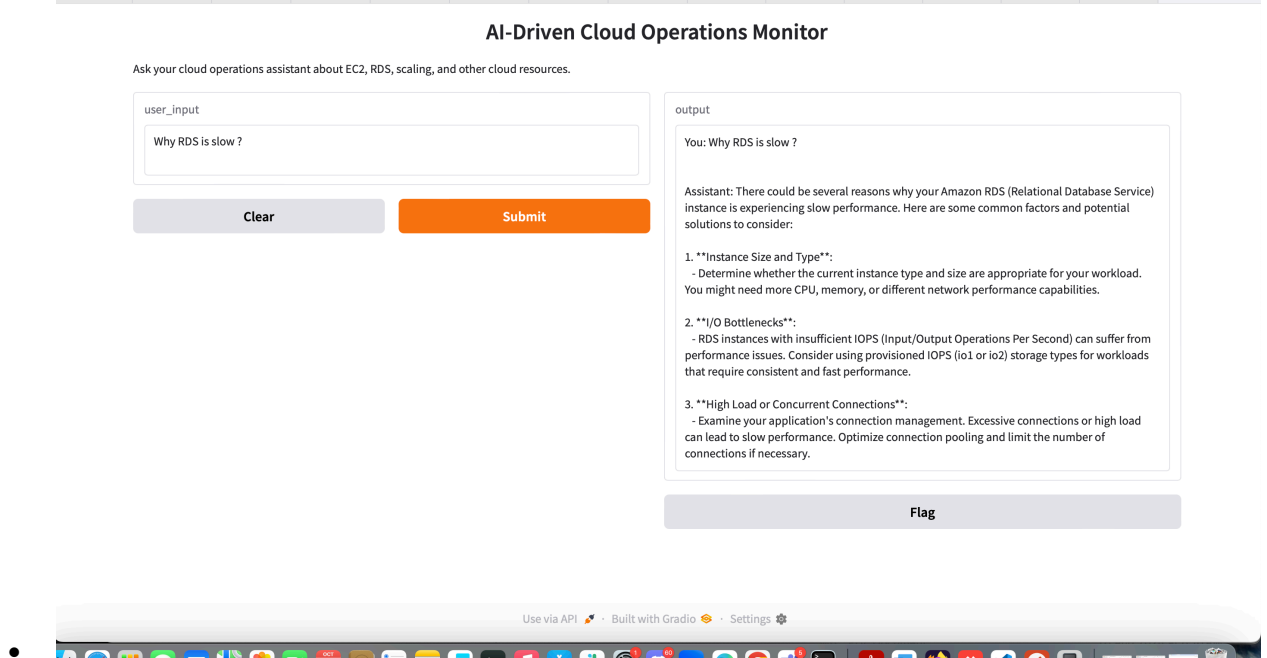 AI-Driven Cloud Operations Monitor
Ask your cloud operations assistant about EC2, RDS, scaling, and other cloud resources.
user_input
Why RDS is slow ?
Clear
Submit
output
You: Why RDS is slow ?
Assistant: There could be several reasons why your Amazon RDS (Relational Database Service)
instance is experiencing slow performance. Here are some common factors and potential
solutions to consider:
1. **Instance Size and Type**:
- Determine whether the current instance type and size are appropriate for your workload.
You might need more CPU, memory, or different network performance capabilities.
2. **I/O Bottlenecks**:
- RDS instances with insufficient IOPS (Input/Output Operations Per Second) can suffer from
performance issues. Consider using provisioned IOPS (io1 or io2) storage types for workloads
that require consistent and fast performance.
3. **High Load or Concurrent Connections**:
- Examine your application's connection management. Excessive connections or high load
can lead to slow performance. Optimize connection pooling and limit the number of
connections if necessary.
Flag
Use via API · Built with Gradio · Settings
OCT 1 60 5